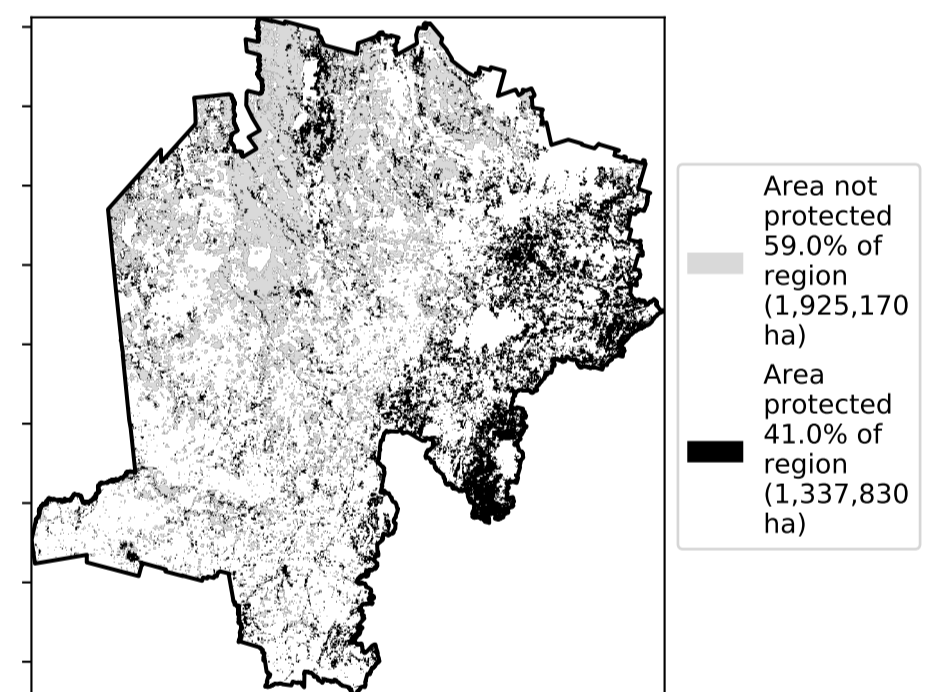 Area not
protected
59.0% of
region
(1,925,170
ha)
Area
protected
41.0% of
region
(1,337,830
ha)